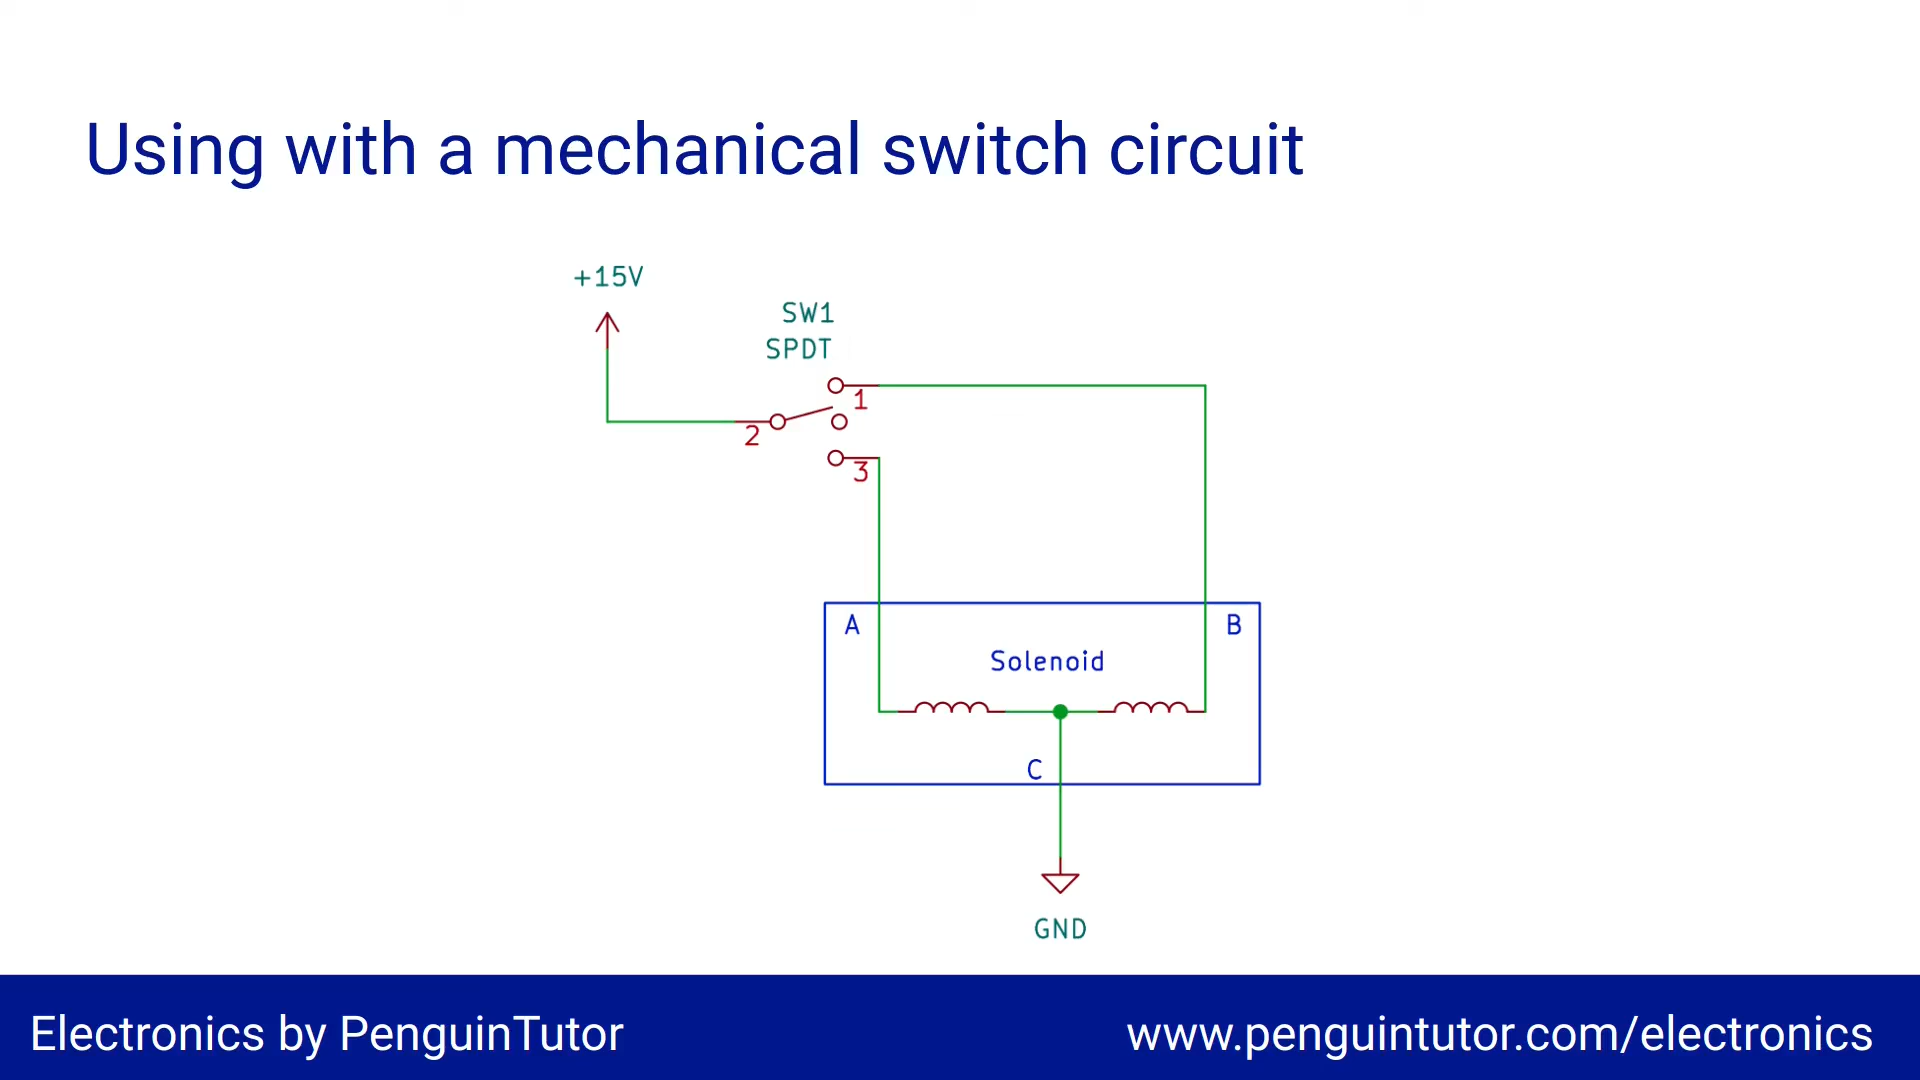 Using with a mechanical switch circuit
+15V
SW1
SPDT
1
2
3
A
B
Solenoid
C
GND
Electronics by PenguinTutor
www.penguintutor.com/electronics